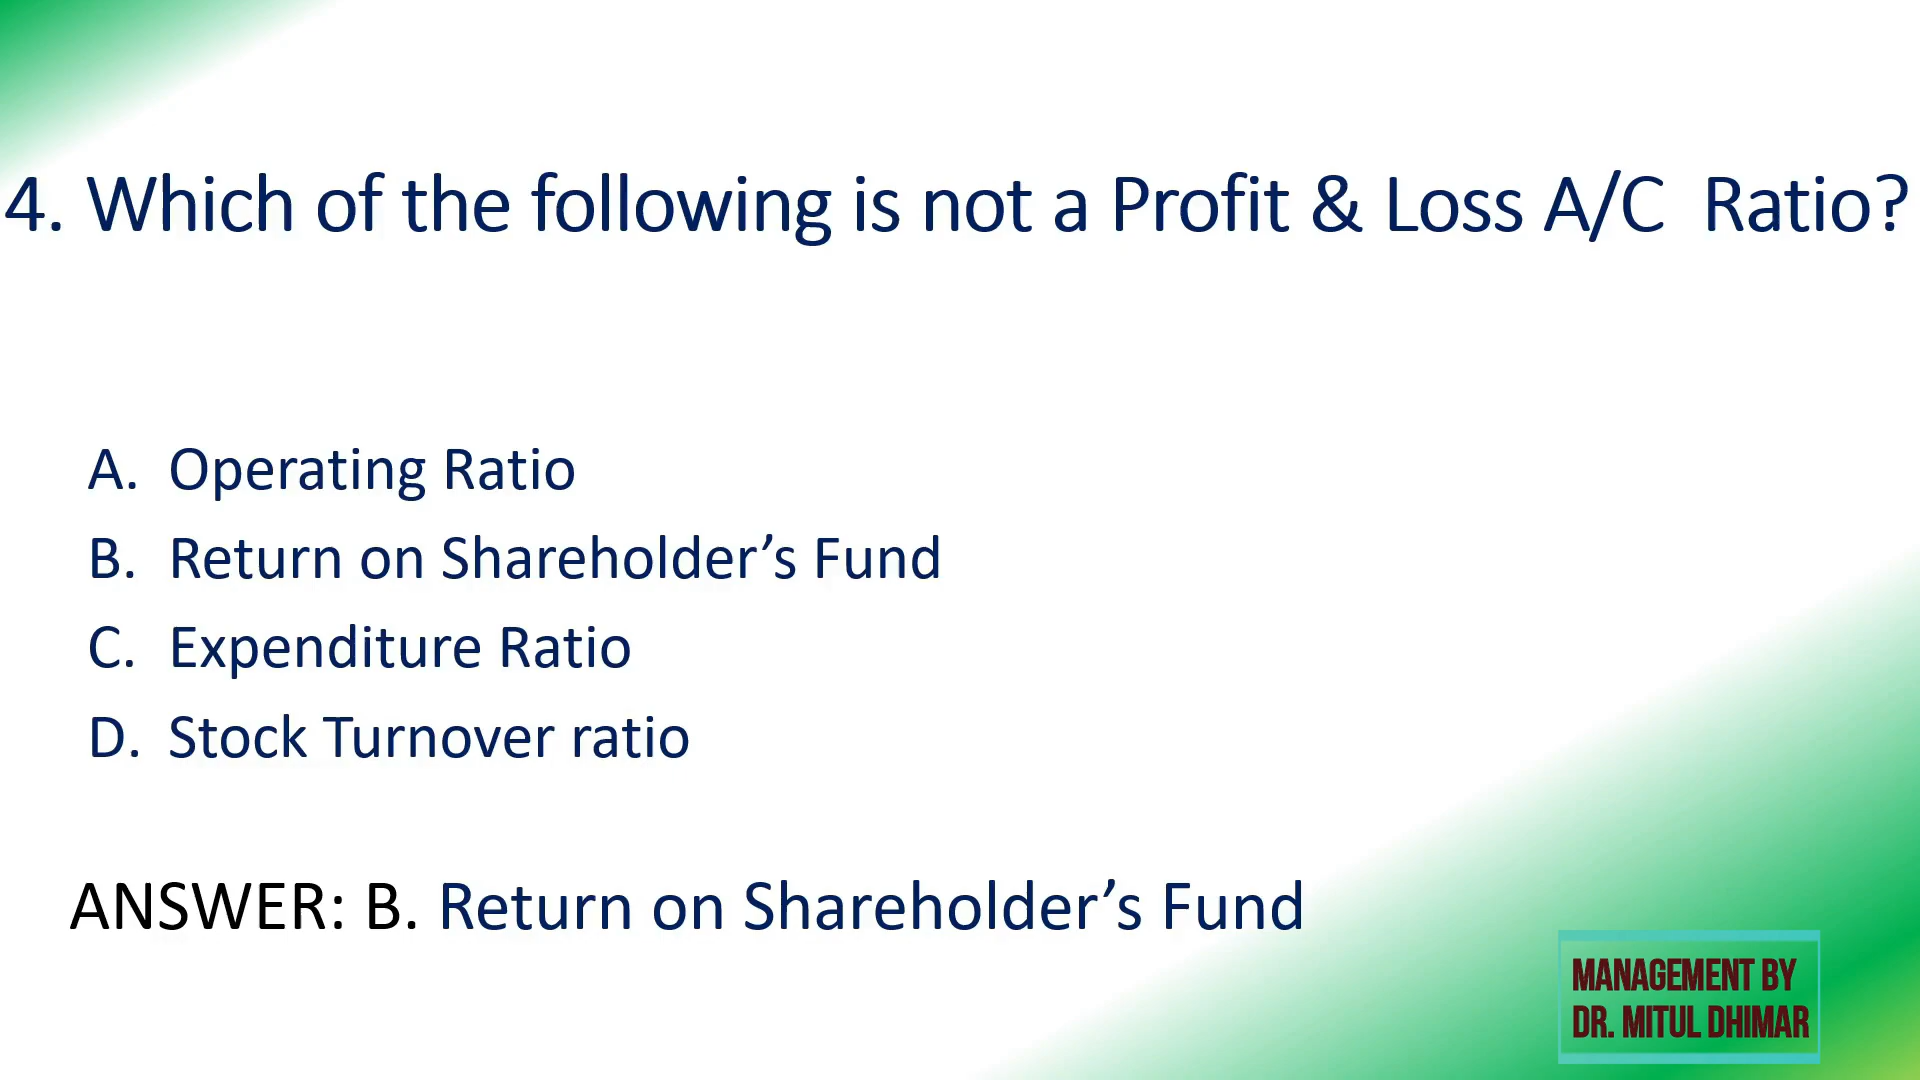 4. Which of the following is not a Profit & Loss A/C  Ratio?
A. Operating Ratio
B. Return on Shareholder’s Fund
C. Expenditure Ratio
D. Stock Turnover ratio
ANSWER: B. Return on Shareholder’s Fund
MANAGEMENT BY
DR. MITUL DHIMAR